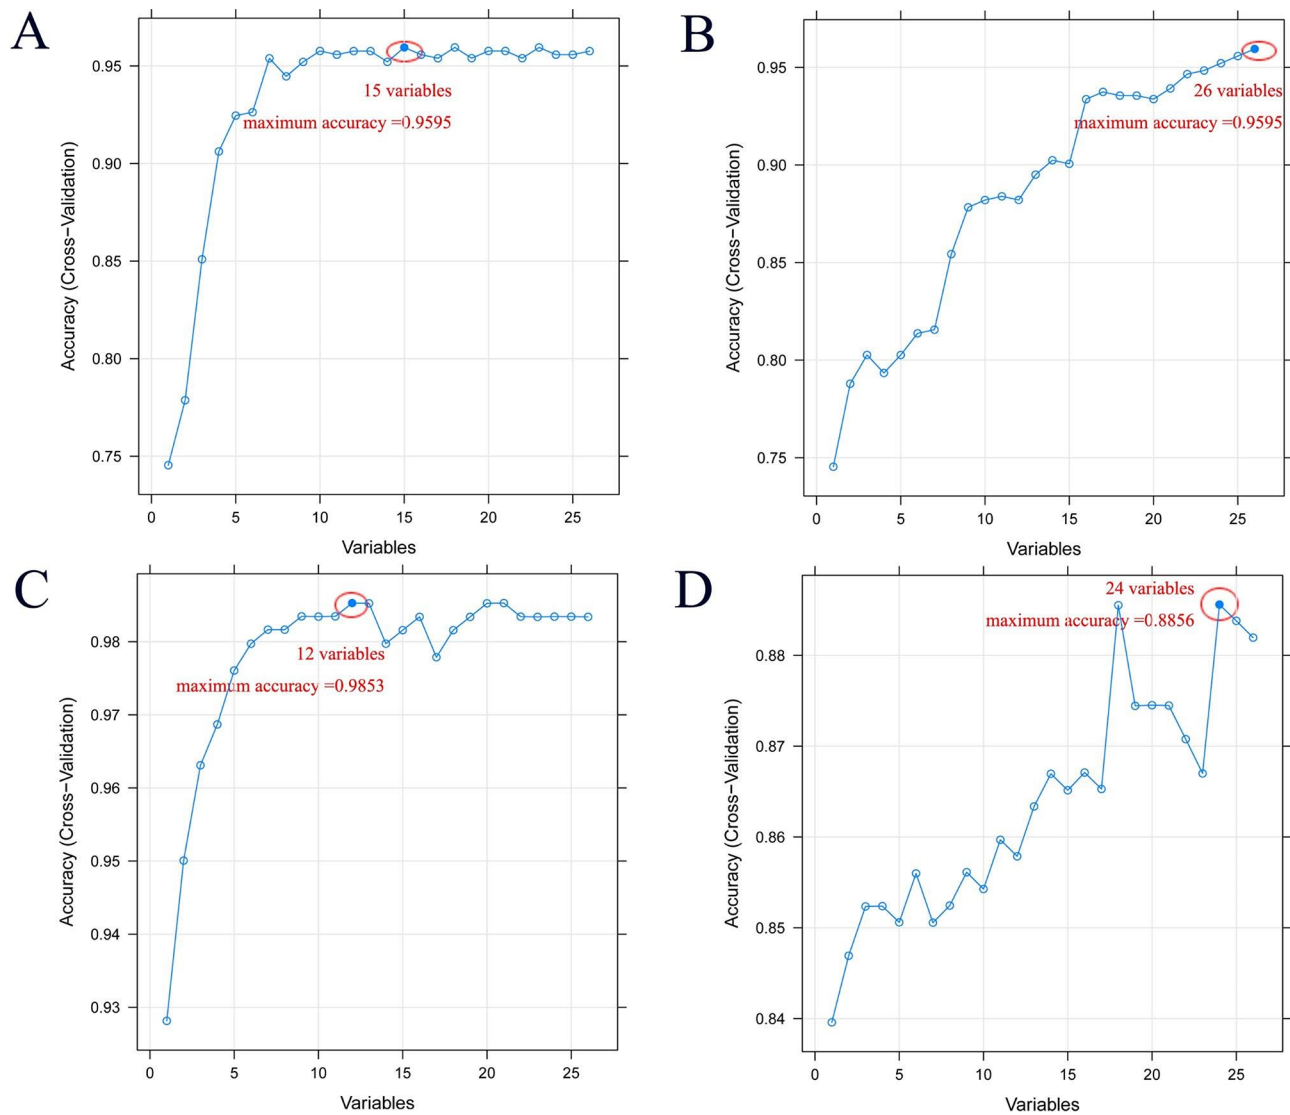 A
0.95
0.90
0.85
0.80
0.75
0
5
10
15
20
25
Accuracy (Cross−Validation)
Variables
15 variables
maximum accuracy =0.9595
B
0.95
0.90
0.85
0.80
0.75
0
5
10
15
20
25
Accuracy (Cross−Validation)
Variables
26 variables
maximum accuracy =0.9595
C
0.98
0.97
0.96
0.95
0.94
0.93
0
5
10
15
20
25
Accuracy (Cross−Validation)
Variables
12 variables
maximum accuracy =0.9853
D
0.88
0.87
0.86
0.85
0.84
0
5
10
15
20
25
Accuracy (Cross−Validation)
Variables
24 variables
maximum accuracy =0.8856